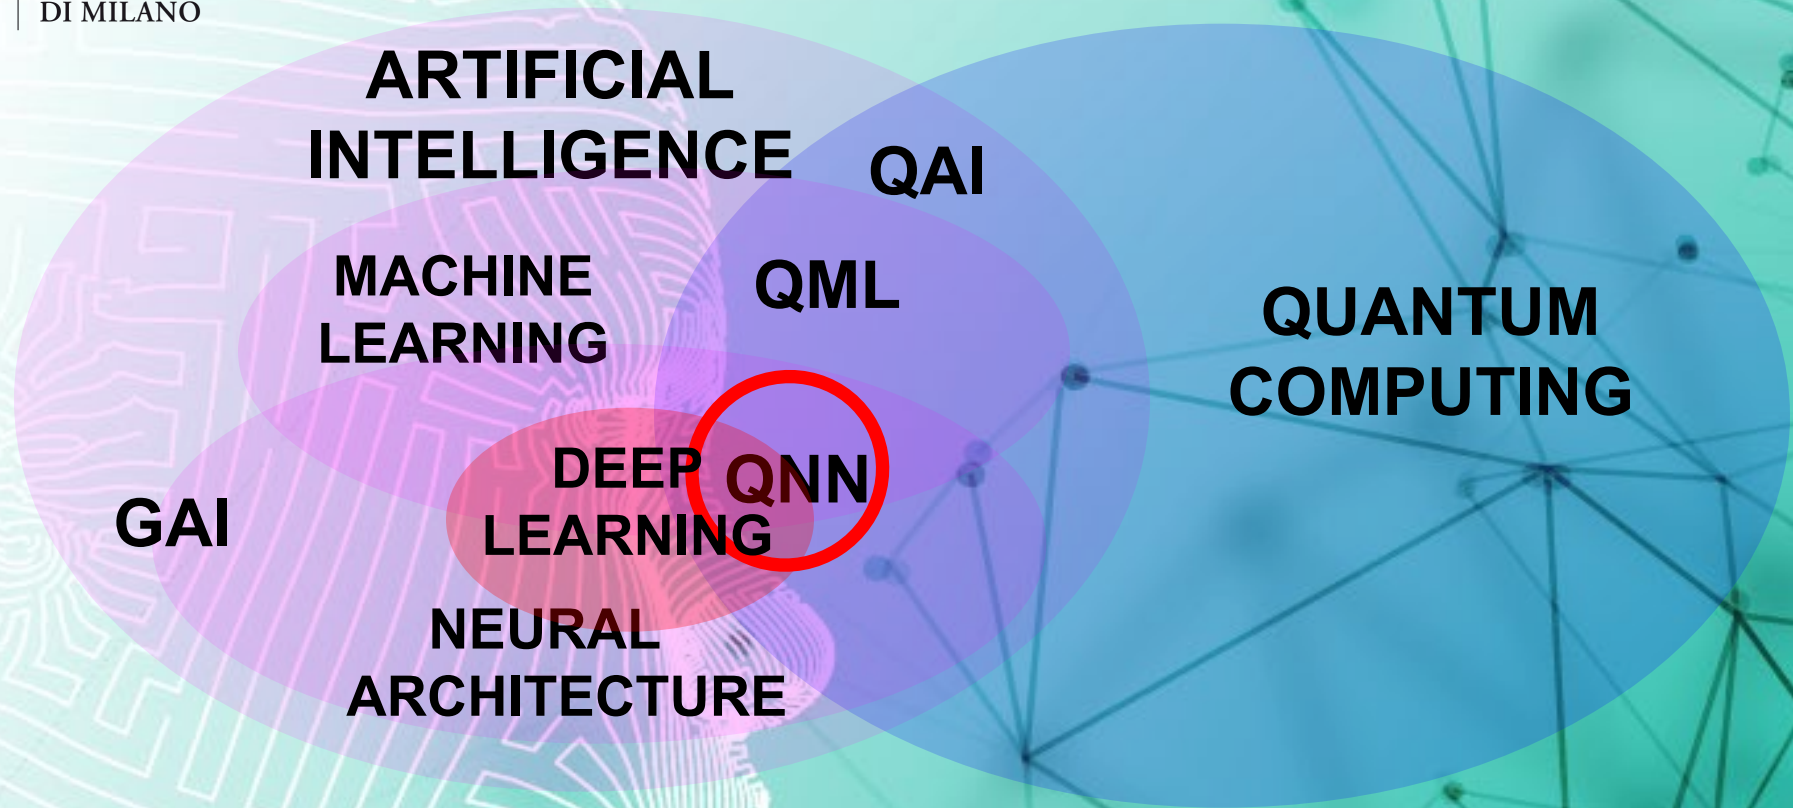 DI MILANO
ARTIFICIAL
INTELLIGENCE
QAI
MACHINE
LEARNING
QML
QUANTUM
COMPUTING
DEEP
LEARNING
QNN
GAI
NEURAL
ARCHITECTURE